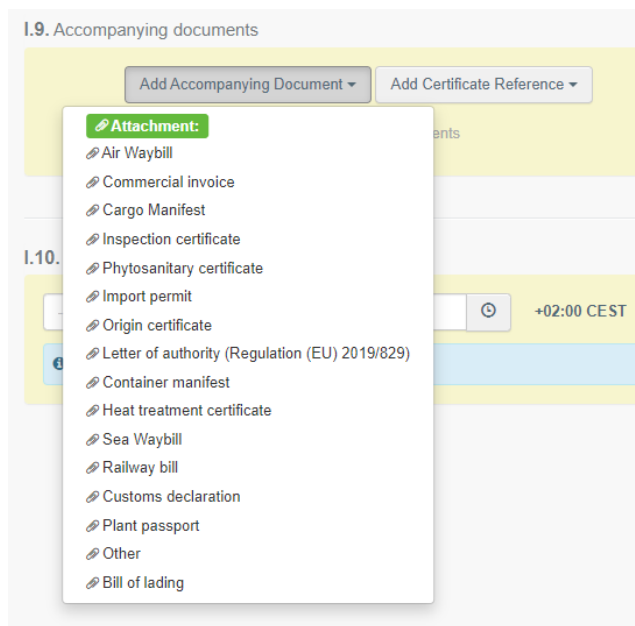 I.9. Accompanying documents
Add Accompanying Document
Add Certificate Reference
Attachment:
Air Waybill
Commercial invoice
Cargo Manifest
Inspection certificate
Phytosanitary certificate
Import permit
Origin certificate
Letter of authority (Regulation (EU) 2019/829)
Container manifest
Heat treatment certificate
Sea Waybill
Railway bill
Customs declaration
Plant passport
Other
Bill of lading
I.10.
+02:00 CEST